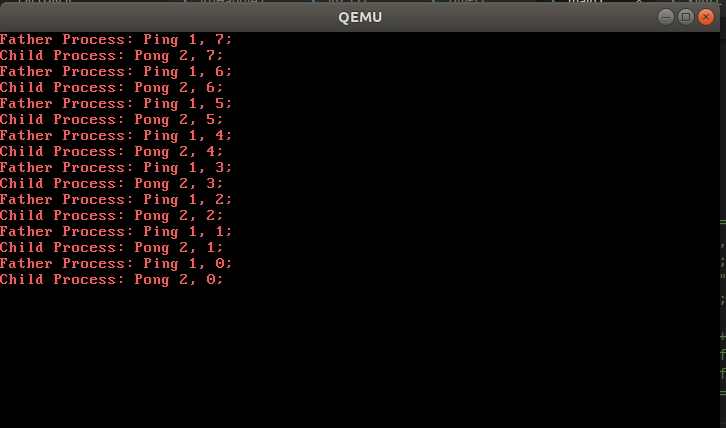 QEMU
Father Process: Ping 1, 7;
Child Process: Pong 2, 7;
Father Process: Ping 1, 6;
Child Process: Pong 2, 6;
Father Process: Ping 1, 5;
Child Process: Pong 2, 5;
Father Process: Ping 1, 4;
Child Process: Pong 2, 4;
Father Process: Ping 1, 3;
Child Process: Pong 2, 3;
Father Process: Ping 1, 2;
Child Process: Pong 2, 2;
Father Process: Ping 1, 1;
Child Process: Pong 2, 1;
Father Process: Ping 1, 0;
Child Process: Pong 2, 0;